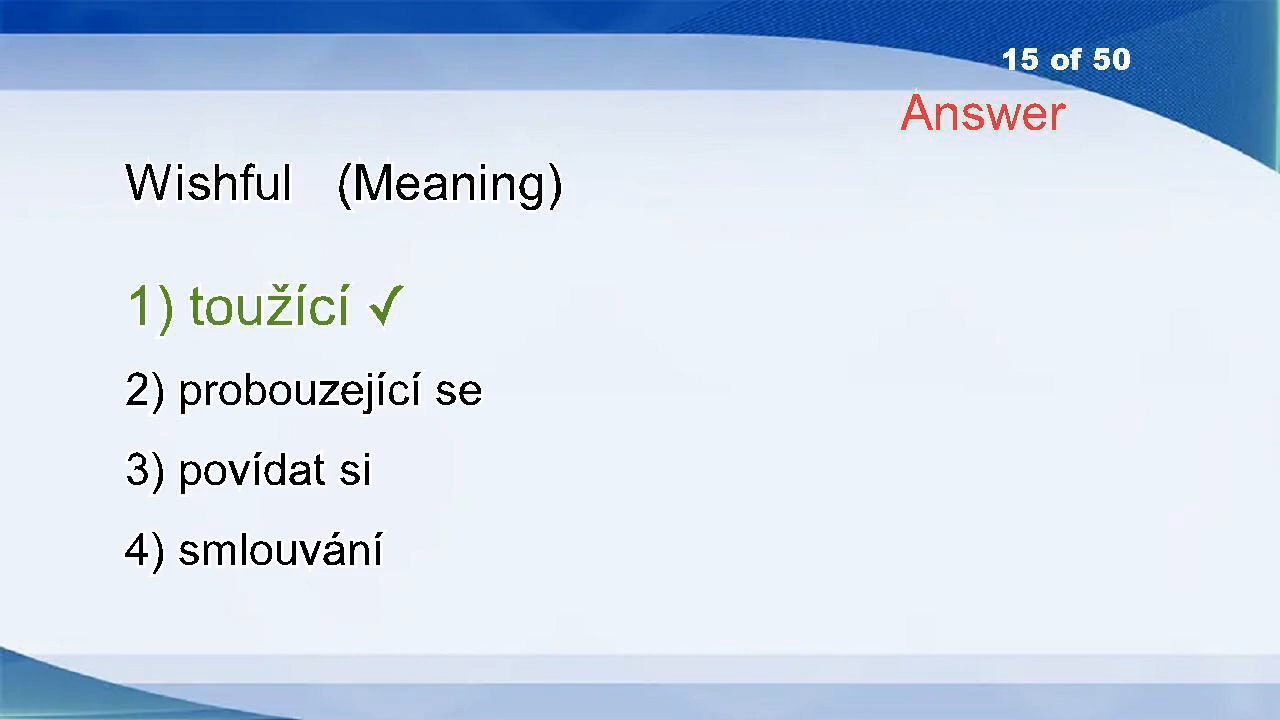 15 of 50
Answer
Wishful (Meaning)
1) toužící ✓
2) probouzející se
3) povídat si
4) smlouvání